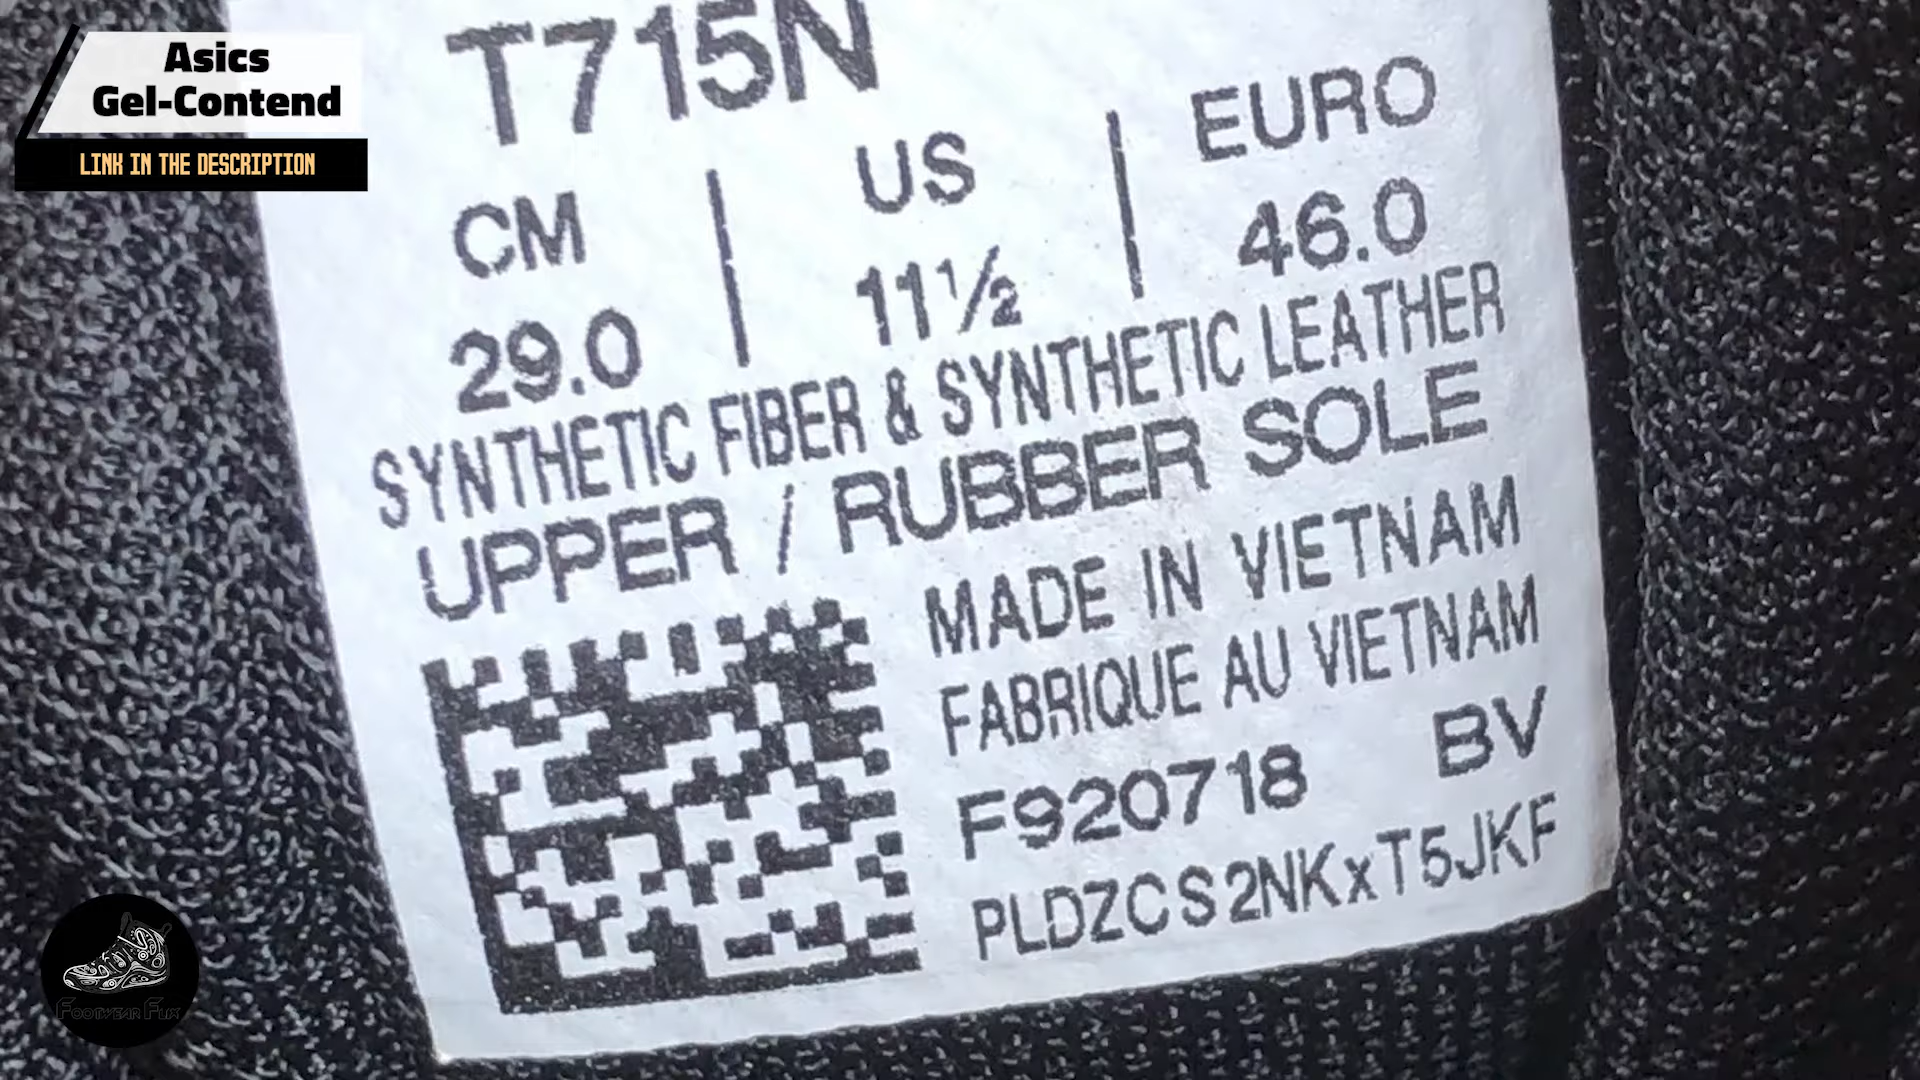 Asics
Gel-Contend
LINK IN THE DESCRIPTION
T715N
CM | US | EURO
29.0 | 11½ | 46.0
SYNTHETIC FIBER & SYNTHETIC LEATHER
UPPER / RUBBER SOLE
MADE IN VIETNAM
FABRIQUE AU VIETNAM
F920718 BV
PLDZCS2NKxT5JKF
FOOTWEAR FLIX